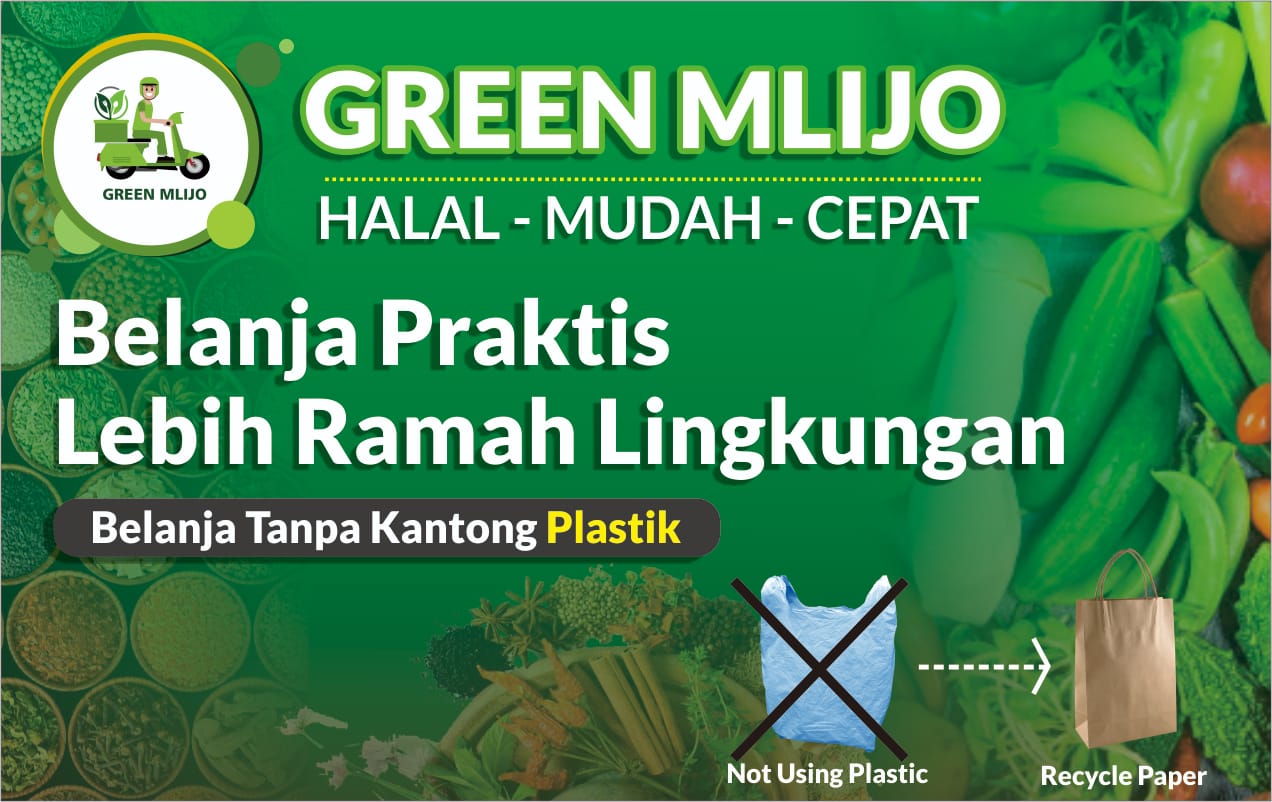 GREEN MLIJO
GREEN MLIJO
HALAL - MUDAH - CEPAT
Belanja Praktis
Lebih Ramah Lingkungan
Belanja Tanpa Kantong Plastik
Not Using Plastic
Recycle Paper